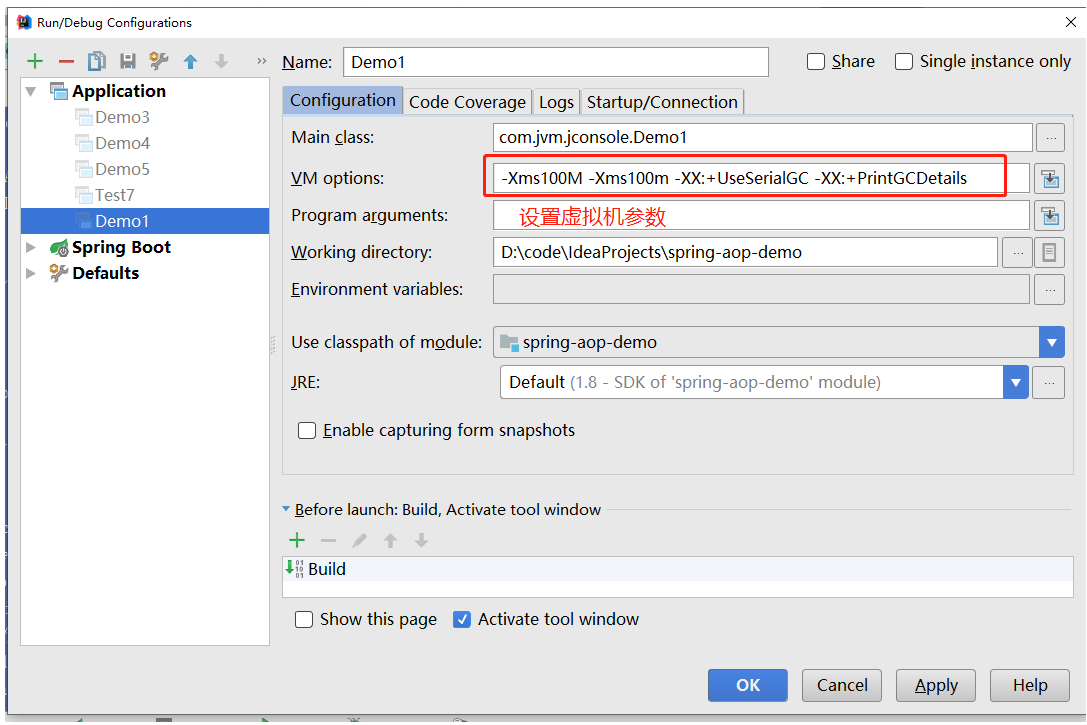 Run/Debug Configurations
Name: Demo1
Share
Single instance only
Application
Demo3
Demo4
Demo5
Test7
Demo1
Spring Boot
Defaults
Configuration
Code Coverage
Logs
Startup/Connection
Main class: com.jvm.jconsole.Demo1
VM options: -Xms100M -Xms100m -XX:+UseSerialGC -XX:+PrintGCDetails
Program arguments: 设置虚拟机参数
Working directory: D:\code\IdeaProjects\spring-aop-demo
Environment variables:
Use classpath of module: spring-aop-demo
JRE: Default (1.8 - SDK of 'spring-aop-demo' module)
Enable capturing form snapshots
Before launch: Build, Activate tool window
Build
Show this page
Activate tool window
OK
Cancel
Apply
Help